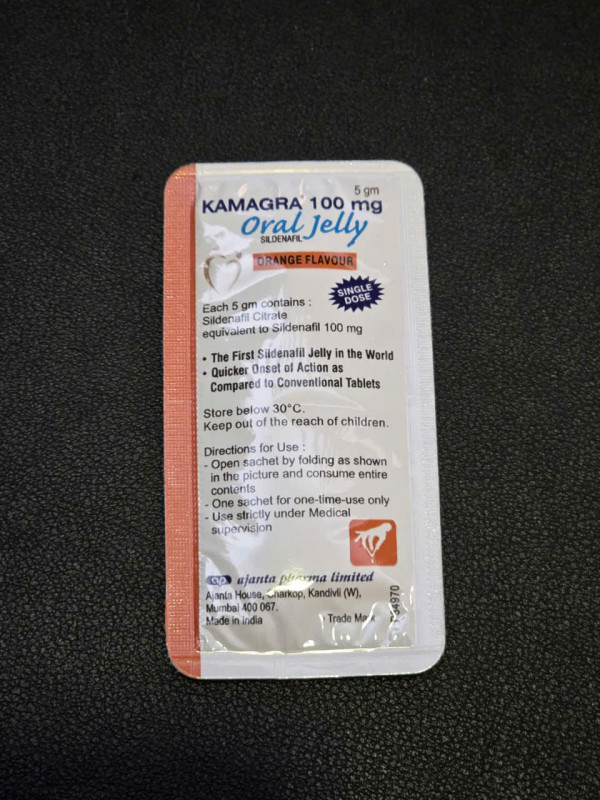 5 gm
KAMAGRA 100 mg
Oral Jelly
SILDENAFIL
ORANGE FLAVOUR
SINGLE
DOSE
Each 5 gm contains :
Sildenafil Citrate
equivalent to Sildenafil 100 mg
• The First Sildenafil Jelly in the World
• Quicker Onset of Action as
Compared to Conventional Tablets
Store below 30°C.
Keep out of the reach of children.
Directions for Use :
- Open sachet by folding as shown
in the picture and consume entire
contents
- One sachet for one-time-use only
- Use strictly under Medical
supervision
ap ajanta pharma limited
Ajanta House, Charkop, Kandivli (W),
Mumbai 400 067.
Made in India
Trade Mark